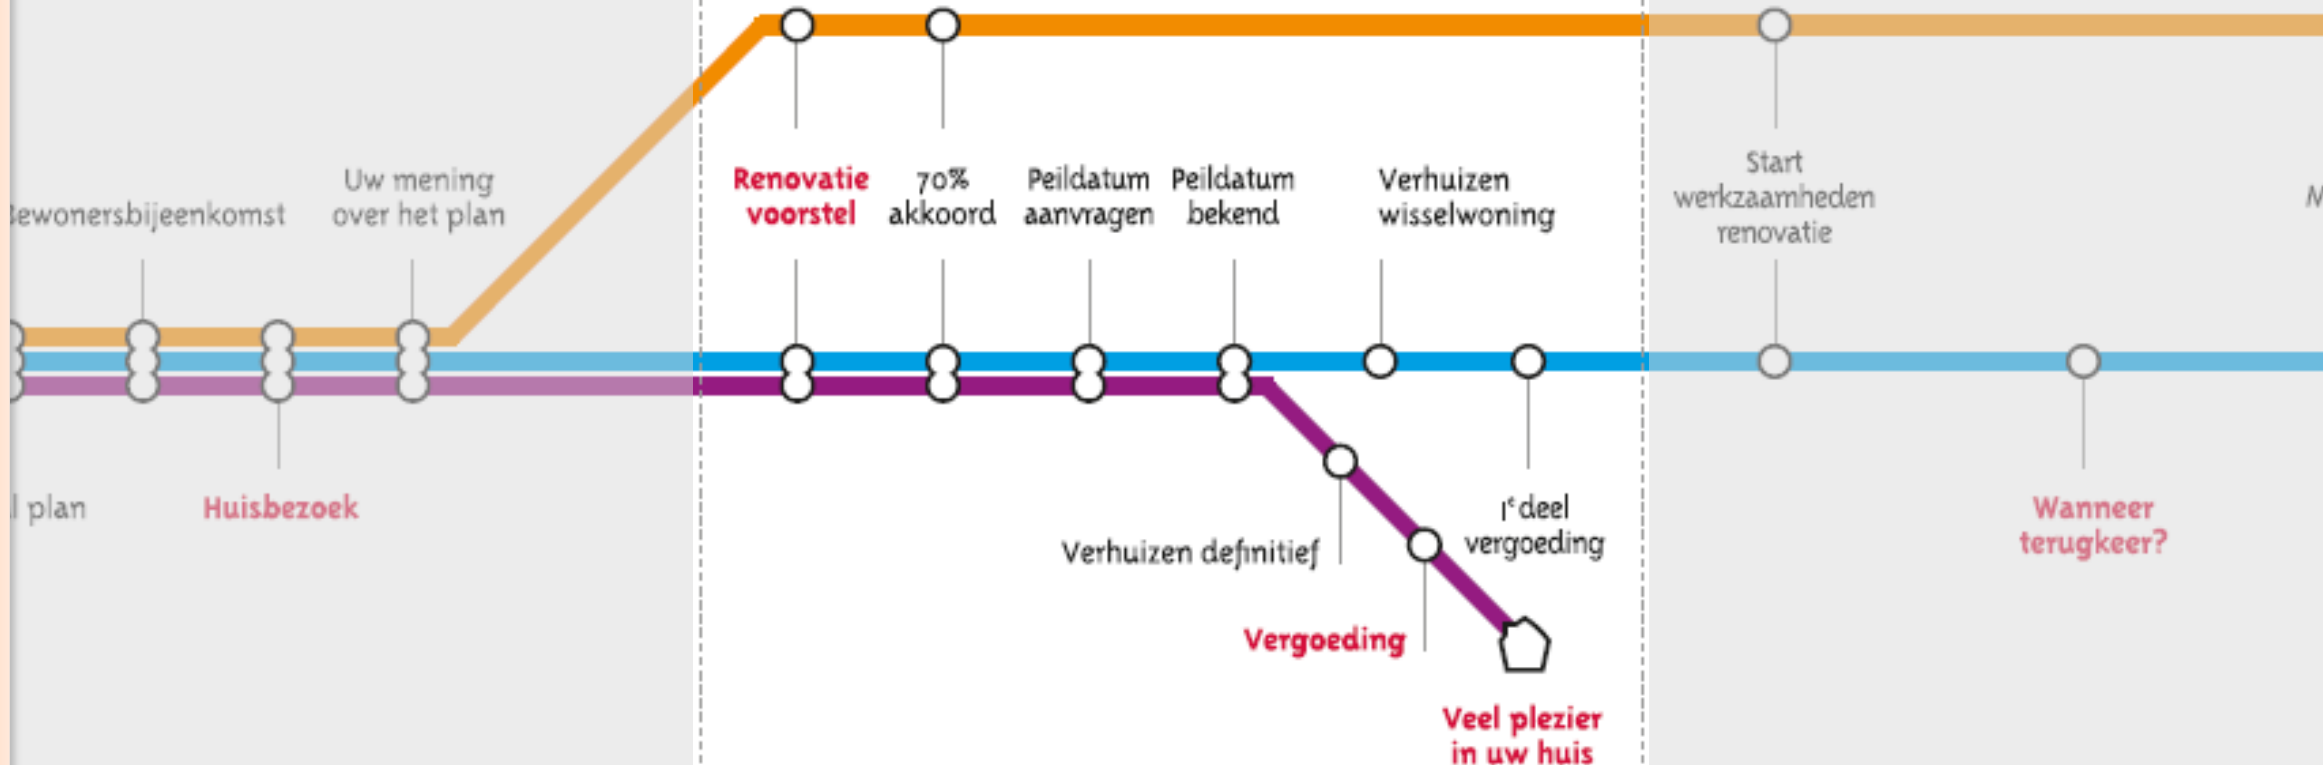 Uw mening
over het plan
Renovatie
voorstel
70%
akkoord
Peildatum
aanvragen
Peildatum
bekend
Verhuizen
wisselwoning
Start
werkzaamheden
renovatie
plan
Huisbezoek
Verhuizen definitief
1e deel
vergoeding
Vergoeding
Veel plezier
in uw huis
Wanneer
terugkeer?